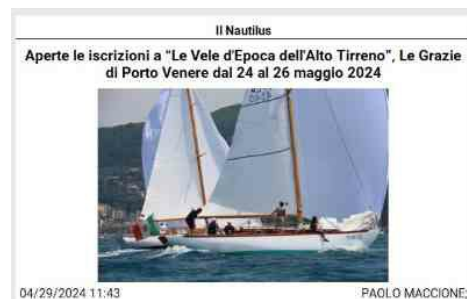 Il Nautilus
Aperte le iscrizioni a “Le Vele d'Epoca dell'Alto Tirreno”, Le Grazie
di Porto Venere dal 24 al 26 maggio 2024
04/29/2024 11:43
PAOLO MACCIONE;